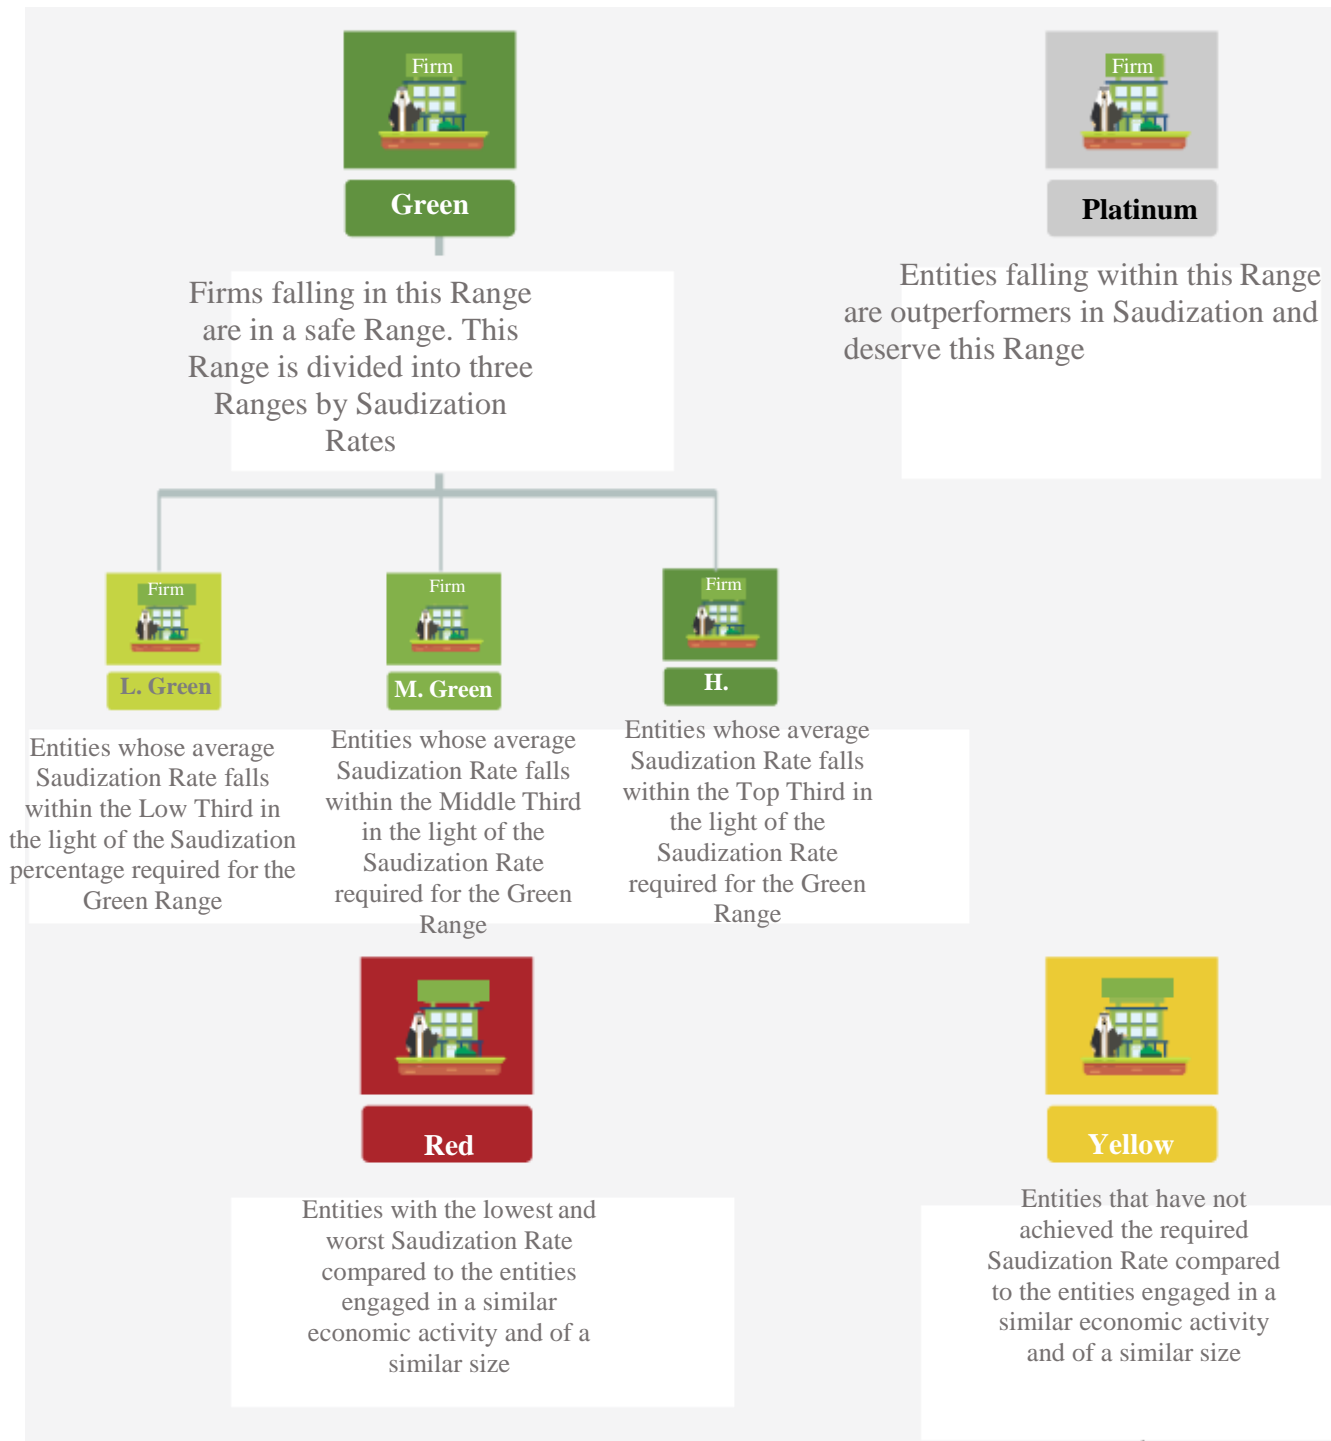 Firm
Green
Firms falling in this Range
are in a safe Range. This
Range is divided into three
Ranges by Saudization
Rates
Firm
Platinum
Entities falling within this Range
are outperformers in Saudization and
deserve this Range
Firm
L. Green
Entities whose average
Saudization Rate falls
within the Low Third in
the light of the Saudization
percentage required for the
Green Range
Firm
M. Green
Entities whose average
Saudization Rate falls
within the Middle Third
in the light of the
Saudization Rate
required for the Green
Range
Firm
H.
Entities whose average
Saudization Rate falls
within the Top Third in
the light of the
Saudization Rate
required for the Green
Range
Red
Entities with the lowest and
worst Saudization Rate
compared to the entities
engaged in a similar
economic activity and of a
similar size
Yellow
Entities that have not
achieved the required
Saudization Rate compared
to the entities engaged in a
similar economic activity
and of a similar size